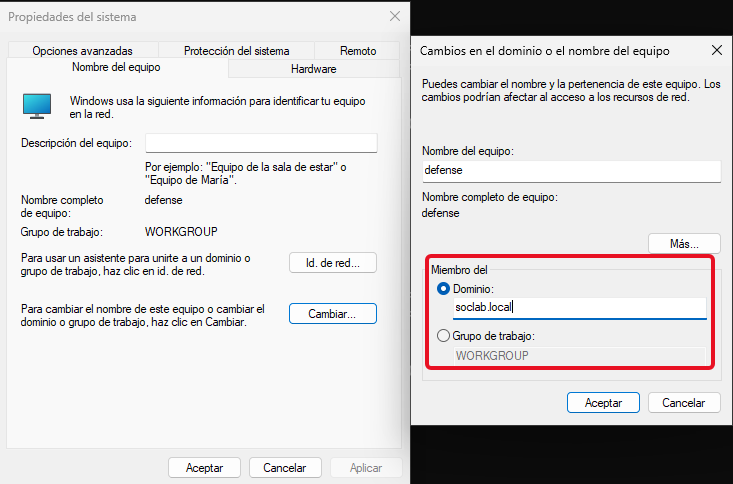 Propiedades del sistema
Opciones avanzadas
Protección del sistema
Remoto
Nombre del equipo
Hardware
Windows usa la siguiente información para identificar tu equipo
en la red.
Descripción del equipo:
Por ejemplo: "Equipo de la sala de estar" o
"Equipo de María".
Nombre completo
de equipo:
defense
Grupo de trabajo:
WORKGROUP
Para usar un asistente para unirte a un dominio o
grupo de trabajo, haz clic en id. de red.
Id. de red...
Para cambiar el nombre de este equipo o cambiar el
dominio o grupo de trabajo, haz clic en Cambiar.
Cambiar...
Aceptar
Cancelar
Aplicar
Cambios en el dominio o el nombre del equipo
Puedes cambiar el nombre y la pertenencia de este equipo. Los
cambios podrían afectar al acceso a los recursos de red.
Nombre del equipo:
defense
Nombre completo de equipo:
defense
Más...
Miembro del
Dominio:
soclab.local
Grupo de trabajo:
WORKGROUP
Aceptar
Cancelar